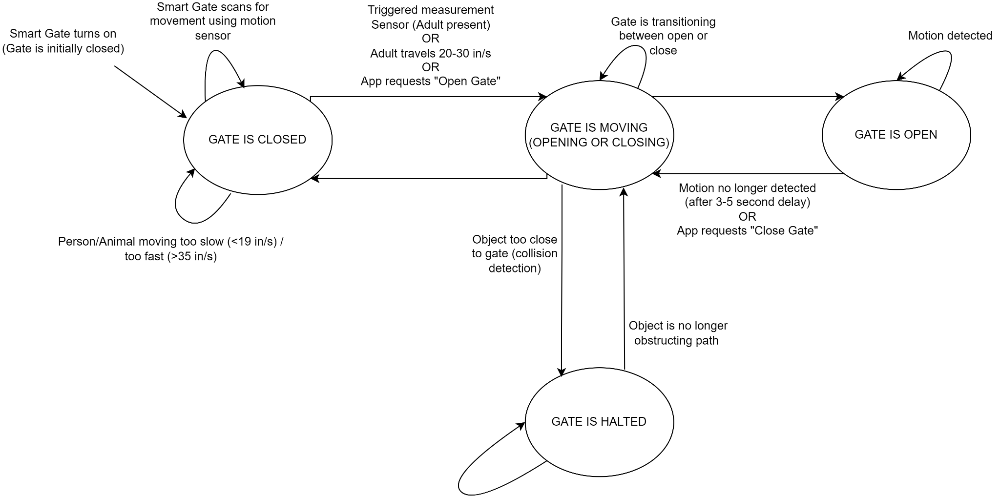 Smart Gate turns on
(Gate is initially closed)
Smart Gate scans for
movement using motion
sensor
Triggered measurement
Sensor (Adult present)
OR
Adult travels 20-30 in/s
OR
App requests "Open Gate"
Gate is transitioning
between open or
close
Motion detected
GATE IS CLOSED
GATE IS MOVING
(OPENING OR CLOSING)
GATE IS OPEN
Motion no longer detected
(after 3-5 second delay)
OR
App requests "Close Gate"
Person/Animal moving too slow (<19 in/s) /
too fast (>35 in/s)
Object too close
to gate (collision
detection)
Object is no longer
obstructing path
GATE IS HALTED